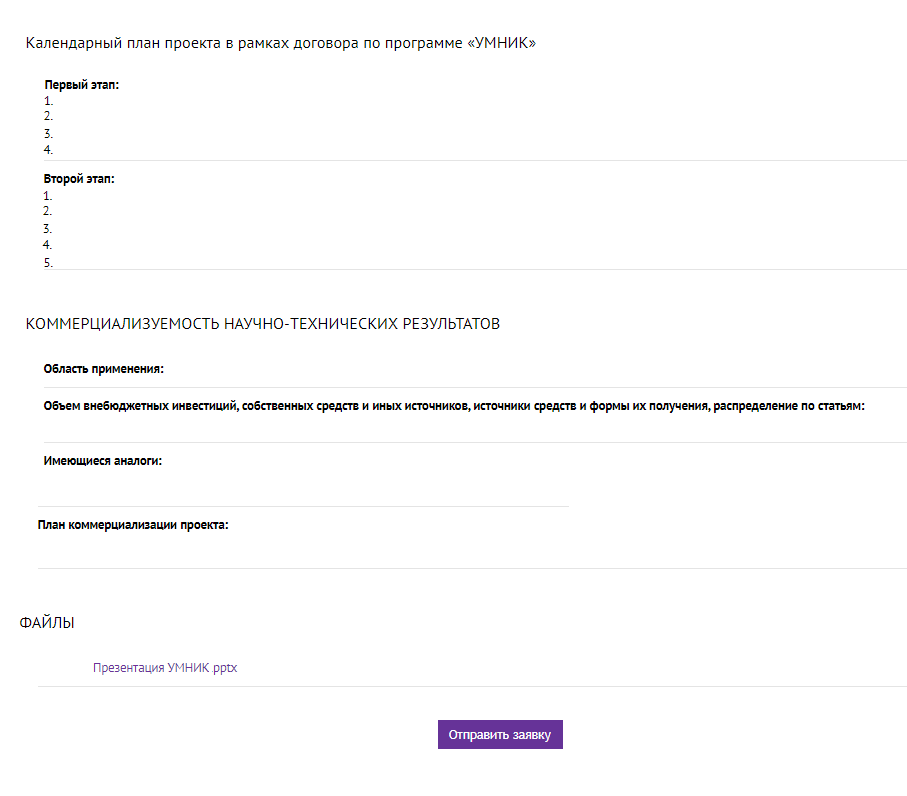 Календарный план проекта в рамках договора по программе «УМНИК»
Первый этап:
1.
2.
3.
4.
Второй этап:
1.
2.
3.
4.
5.
КОММЕРЦИАЛИЗУЕМОСТЬ НАУЧНО-ТЕХНИЧЕСКИХ РЕЗУЛЬТАТОВ
Область применения:
Объем внебюджетных инвестиций, собственных средств и иных источников, источники средств и формы их получения, распределение по статьям:
Имеющиеся аналоги:
План коммерциализации проекта:
ФАЙЛЫ
Презентация УМНИК.pptx
Отправить заявку